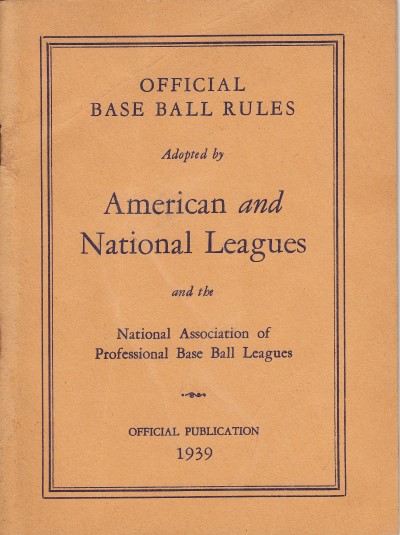 OFFICIAL
BASE BALL RULES
Adopted by
American and
National Leagues
and the
National Association of
Professional Base Ball Leagues
OFFICIAL PUBLICATION
1939